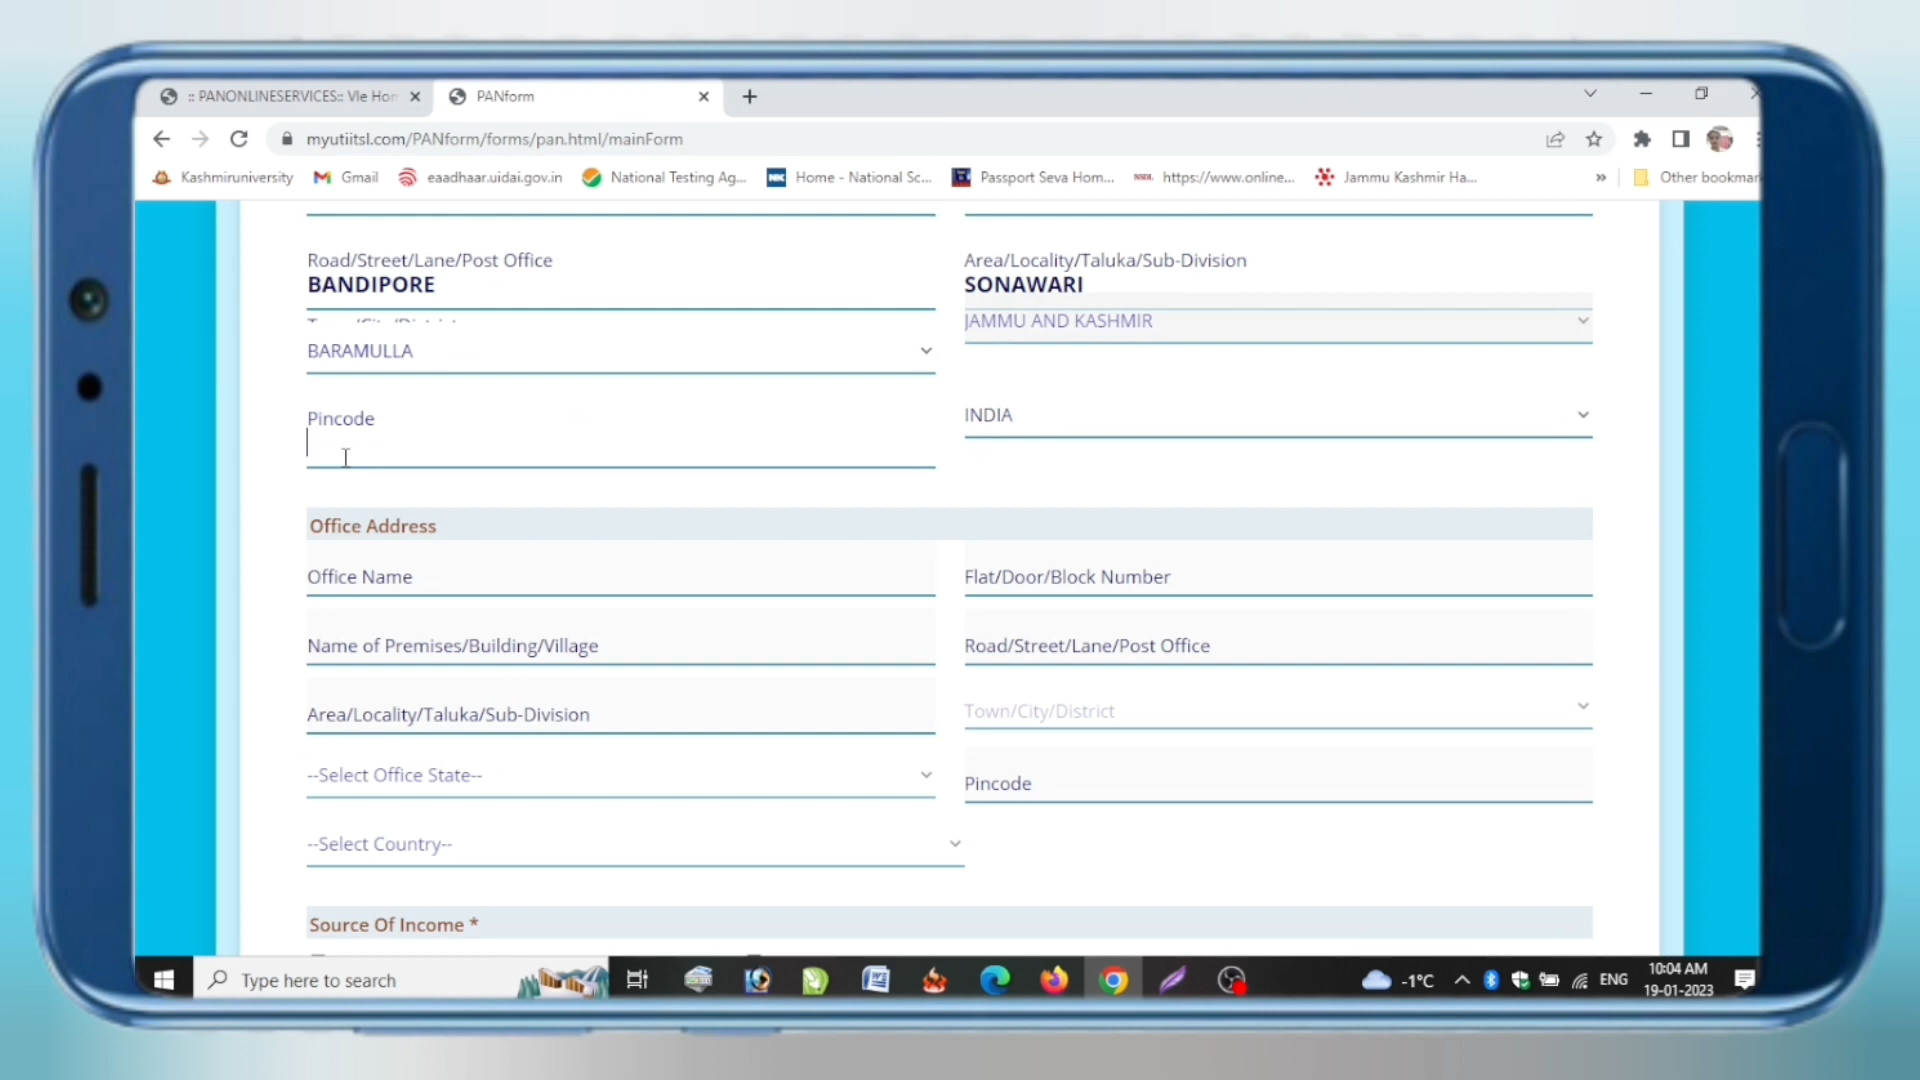 :: PANONLINESERVICES:: Vle Hon
PANform
myutiitsl.com/PANform/forms/pan.html/mainForm
Kashmiruniversity
Gmail
eaadhaar.uidai.gov.in
National Testing Ag...
Home - National Sc...
Passport Seva Hom...
NSDL https://www.online...
Jammu Kashmir Ha...
»
Other bookmar
Road/Street/Lane/Post Office
Area/Locality/Taluka/Sub-Division
BANDIPORE
SONAWARI
JAMMU AND KASHMIR
BARAMULLA
Pincode
INDIA
Office Address
Office Name
Flat/Door/Block Number
Name of Premises/Building/Village
Road/Street/Lane/Post Office
Area/Locality/Taluka/Sub-Division
Town/City/District
--Select Office State--
Pincode
--Select Country--
Source Of Income *
Type here to search
-1°C
ENG
10:04 AM
19-01-2023